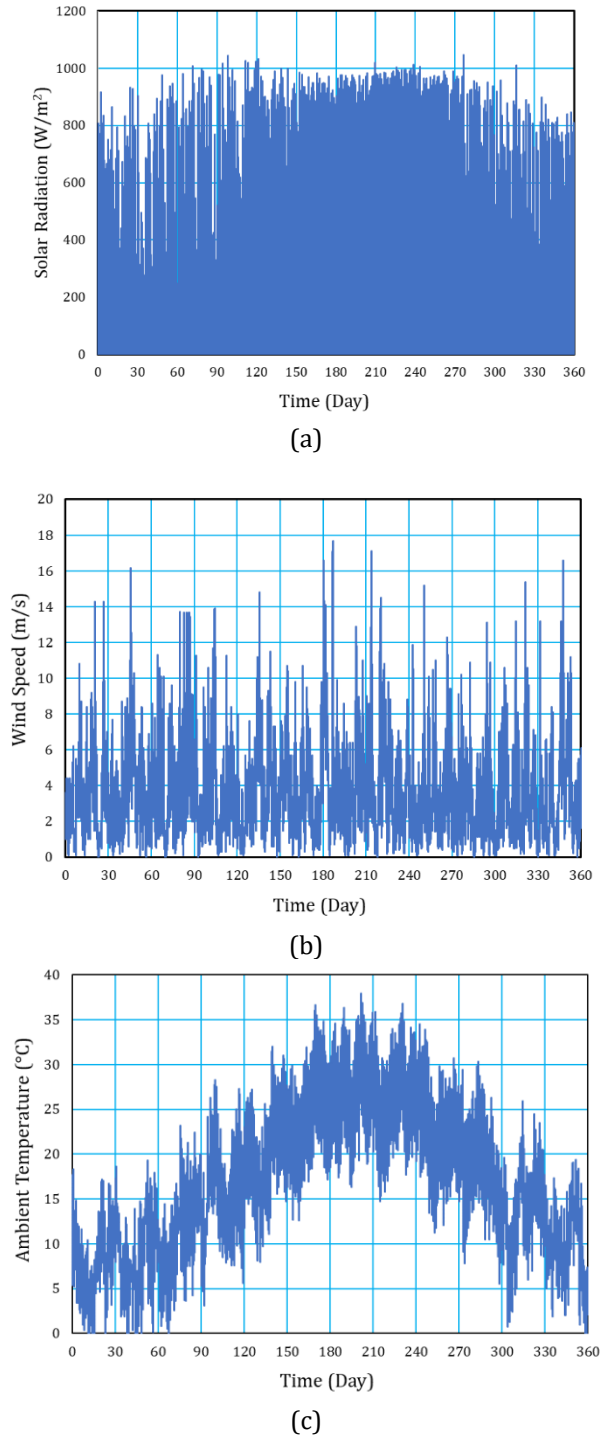 1200
1000
800
600
400
200
0
Solar Radiation (W/m²)
0 30 60 90 120 150 180 210 240 270 300 330 360
Time (Day)
(a)
20
18
16
14
12
10
8
6
4
2
0
Wind Speed (m/s)
0 30 60 90 120 150 180 210 240 270 300 330 360
Time (Day)
(b)
40
35
30
25
20
15
10
5
0
Ambient Temperature (°C)
0 30 60 90 120 150 180 210 240 270 300 330 360
Time (Day)
(c)